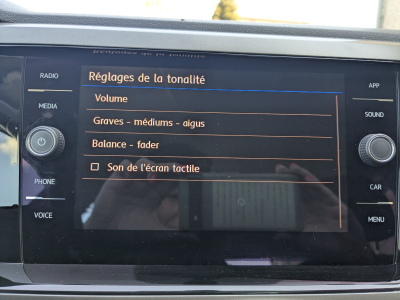 RADIO
MEDIA
PHONE
VOICE
Réglages de la tonalité
Volume
Graves - médiums - aigus
Balance - fader
Son de l'écran tactile
APP
SOUND
CAR
MENU